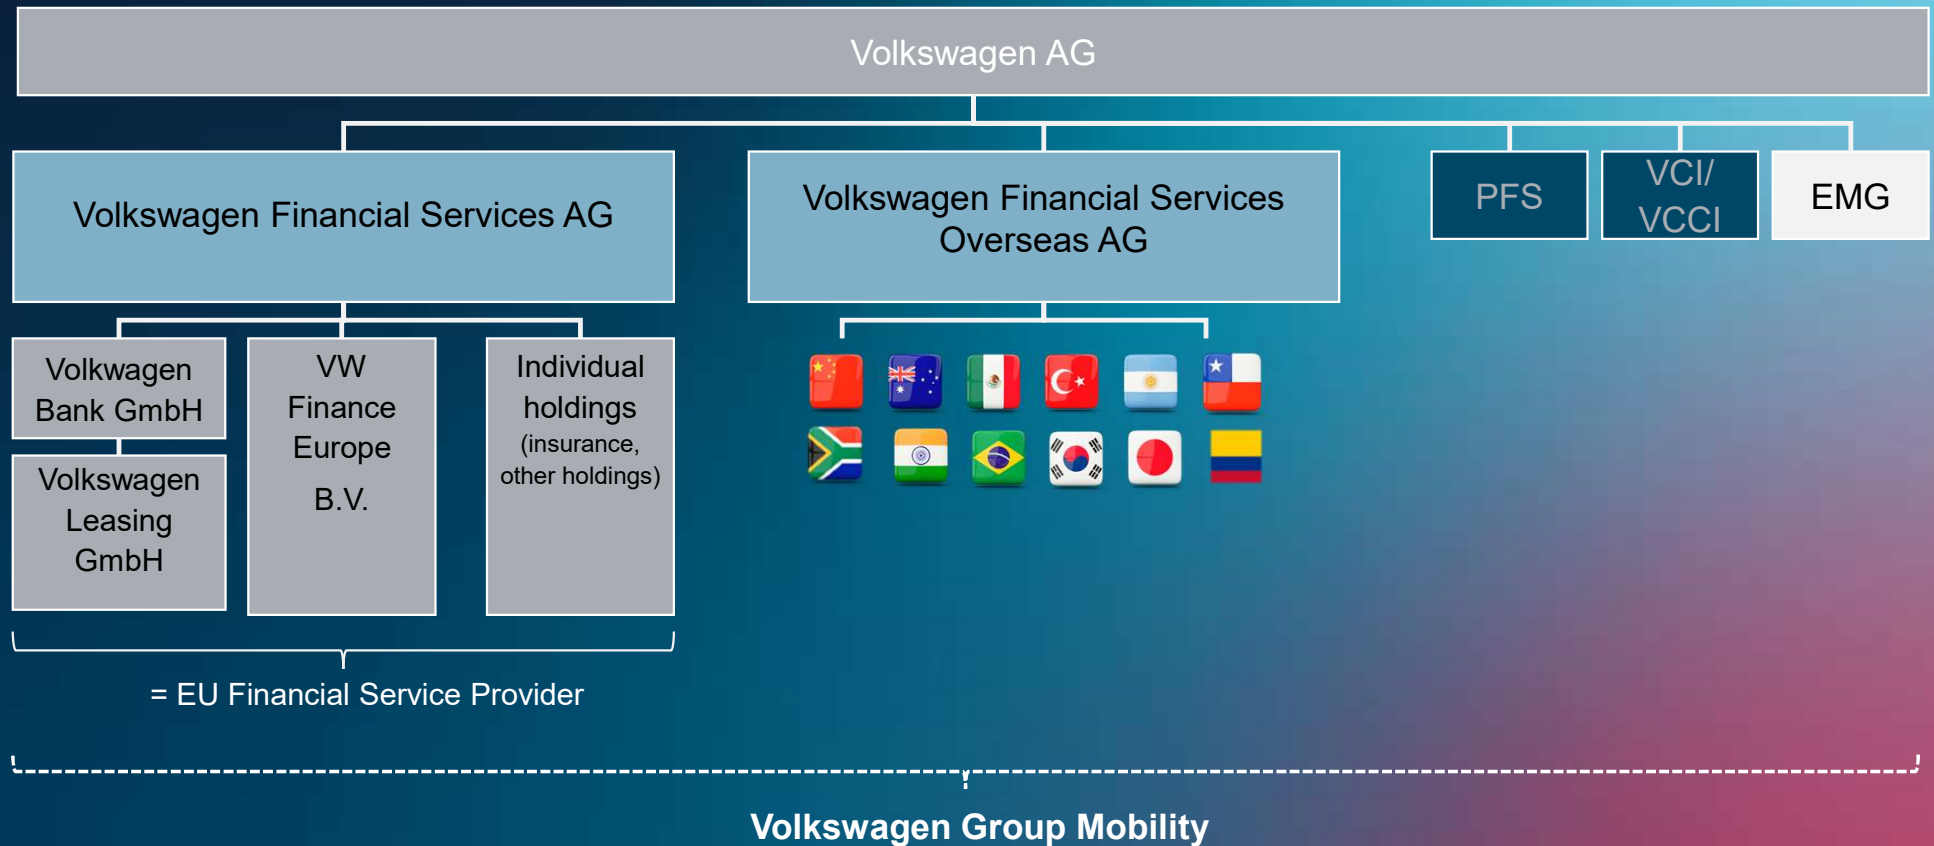 Volkswagen AG
Volkswagen Financial Services AG
Volkswagen Financial Services
Overseas AG
PFS
VCI/
VCCI
EMG
Volkwagen
Bank GmbH
Volkswagen
Leasing
GmbH
VW
Finance
Europe
B.V.
Individual
holdings
(insurance,
other holdings)
= EU Financial Service Provider
Volkswagen Group Mobility